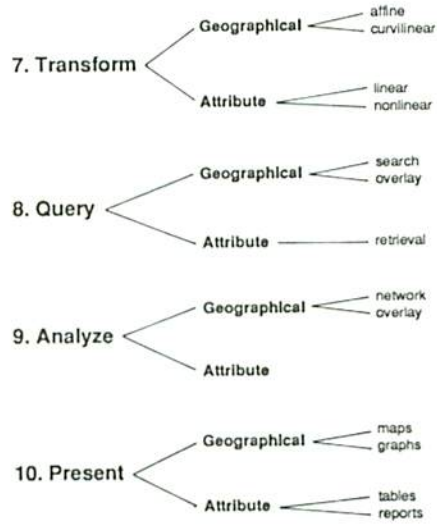 Geographical
affine
curvilinear
7. Transform
Attribute
linear
nonlinear
Geographical
search
overlay
8. Query
Attribute
retrieval
Geographical
network
overlay
9. Analyze
Attribute
Geographical
maps
graphs
10. Present
Attribute
tables
reports